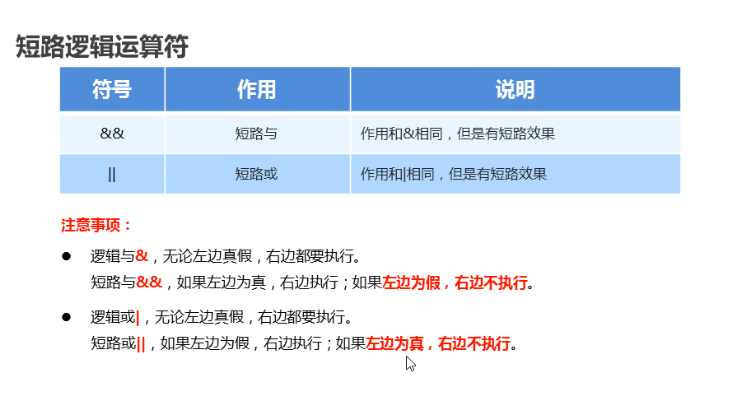 短路逻辑运算符
符号 作用 说明
&& 短路与 作用和&相同，但是有短路效果
|| 短路或 作用和|相同，但是有短路效果
注意事项：
● 逻辑与&，无论左边真假，右边都要执行。
短路与&&，如果左边为真，右边执行；如果左边为假，右边不执行。
● 逻辑或|，无论左边真假，右边都要执行。
短路或||，如果左边为假，右边执行；如果左边为真，右边不执行。